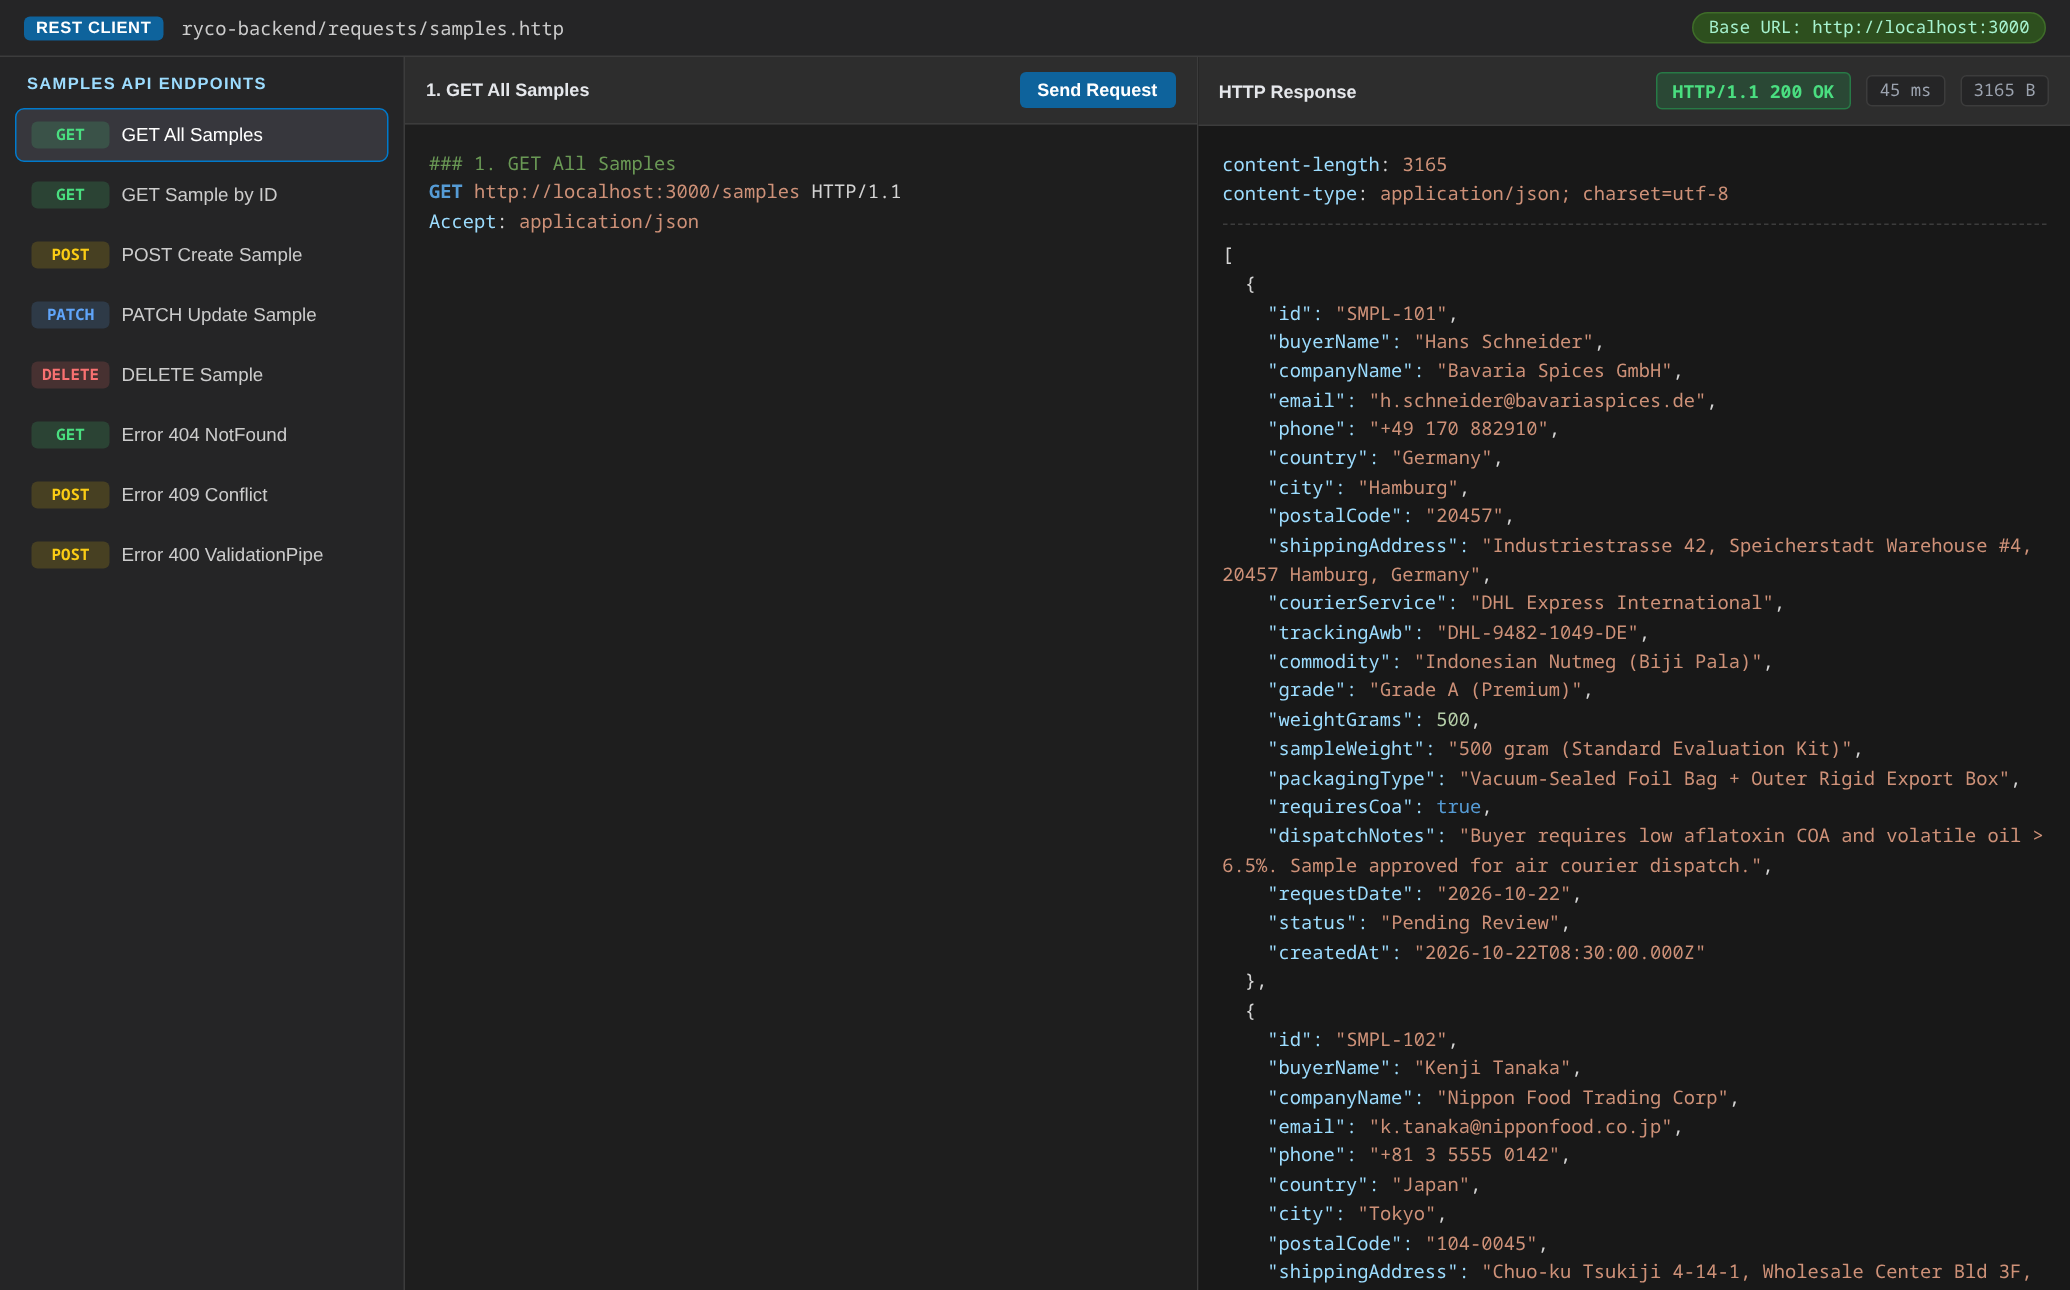 REST CLIENT ryco-backend/requests/samples.http Base URL: http://localhost:3000
SAMPLES API ENDPOINTS
GET GET All Samples
GET GET Sample by ID
POST POST Create Sample
PATCH PATCH Update Sample
DELETE DELETE Sample
GET Error 404 NotFound
POST Error 409 Conflict
POST Error 400 ValidationPipe
1. GET All Samples Send Request
### 1. GET All Samples
GET http://localhost:3000/samples HTTP/1.1
Accept: application/json
HTTP Response HTTP/1.1 200 OK 45 ms 3165 B
content-length: 3165
content-type: application/json; charset=utf-8
[
  {
    "id": "SMPL-101",
    "buyerName": "Hans Schneider",
    "companyName": "Bavaria Spices GmbH",
    "email": "h.schneider@bavariaspices.de",
    "phone": "+49 170 882910",
    "country": "Germany",
    "city": "Hamburg",
    "postalCode": "20457",
    "shippingAddress": "Industriestrasse 42, Speicherstadt Warehouse #4,
20457 Hamburg, Germany",
    "courierService": "DHL Express International",
    "trackingAwb": "DHL-9482-1049-DE",
    "commodity": "Indonesian Nutmeg (Biji Pala)",
    "grade": "Grade A (Premium)",
    "weightGrams": 500,
    "sampleWeight": "500 gram (Standard Evaluation Kit)",
    "packagingType": "Vacuum-Sealed Foil Bag + Outer Rigid Export Box",
    "requiresCoa": true,
    "dispatchNotes": "Buyer requires low aflatoxin COA and volatile oil >
6.5%. Sample approved for air courier dispatch.",
    "requestDate": "2026-10-22",
    "status": "Pending Review",
    "createdAt": "2026-10-22T08:30:00.000Z"
  },
  {
    "id": "SMPL-102",
    "buyerName": "Kenji Tanaka",
    "companyName": "Nippon Food Trading Corp",
    "email": "k.tanaka@nipponfood.co.jp",
    "phone": "+81 3 5555 0142",
    "country": "Japan",
    "city": "Tokyo",
    "postalCode": "104-0045",
    "shippingAddress": "Chuo-ku Tsukiji 4-14-1, Wholesale Center Bld 3F,